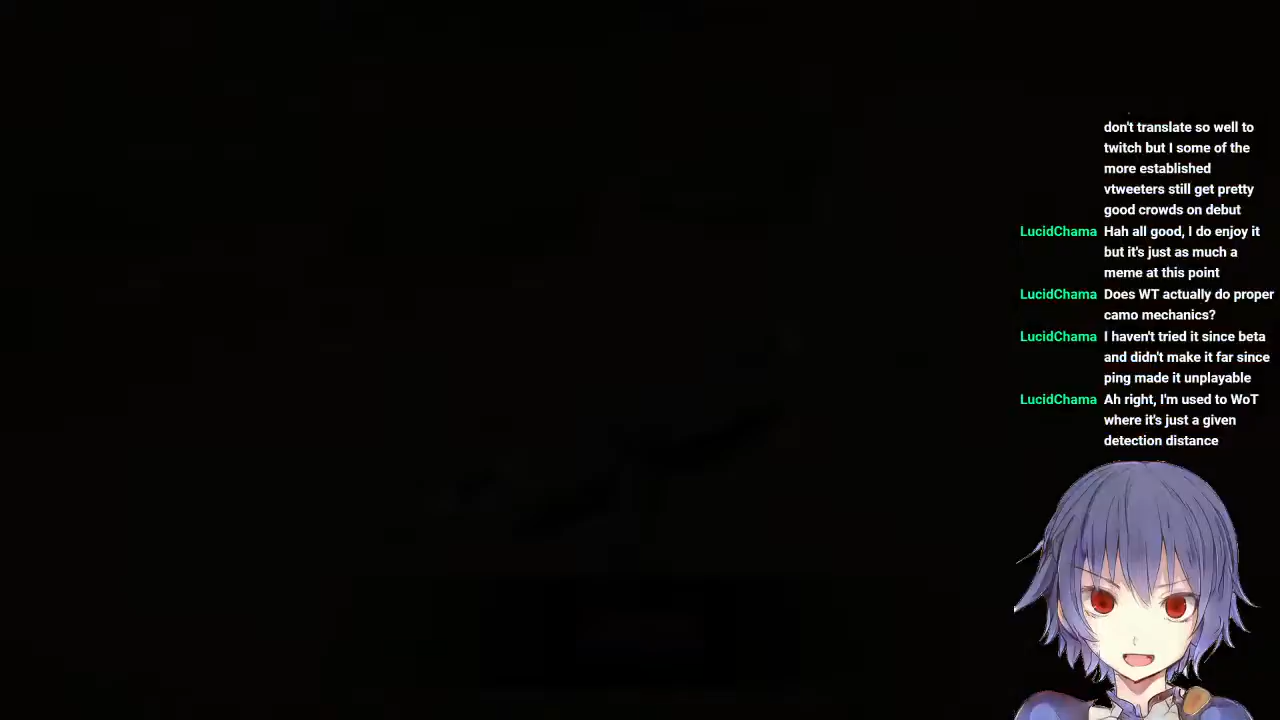 don't translate so well to
twitch but I some of the
more established
vtweeters still get pretty
good crowds on debut
LucidChama Hah all good, I do enjoy it
but it's just as much a
meme at this point
LucidChama Does WT actually do proper
camo mechanics?
LucidChama I haven't tried it since beta
and didn't make it far since
ping made it unplayable
LucidChama Ah right, I'm used to WoT
where it's just a given
detection distance